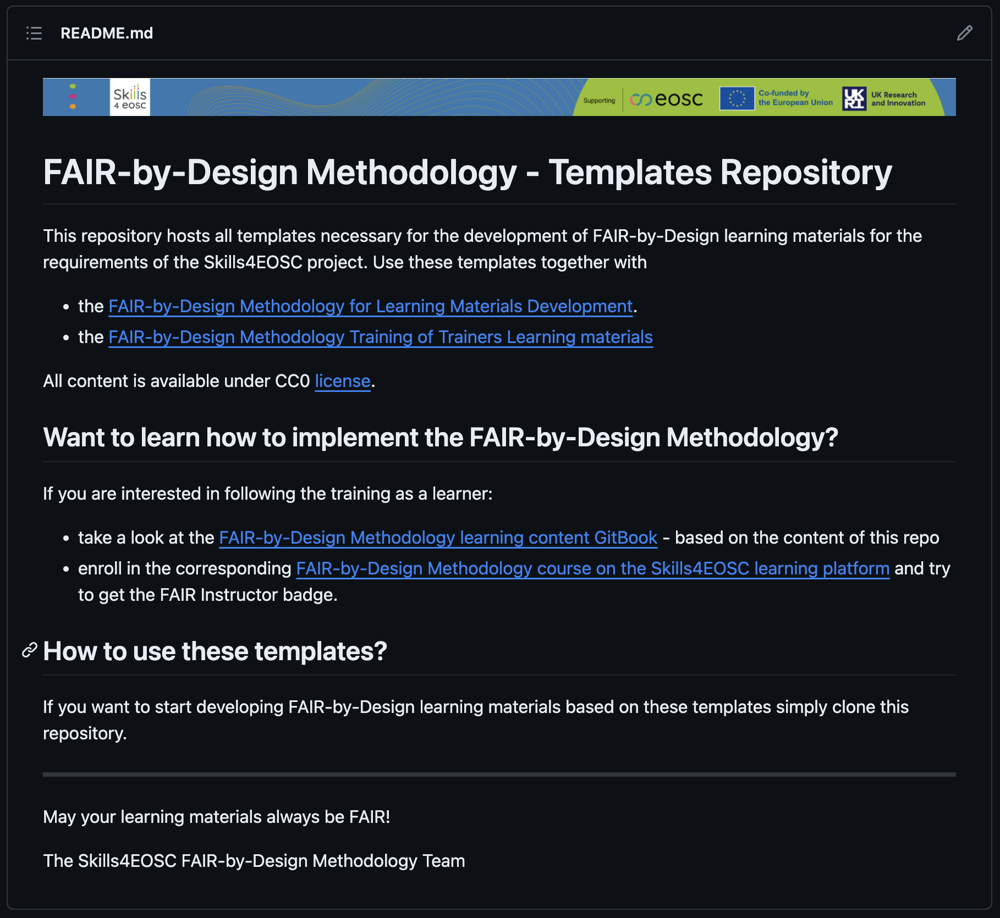 README.md
Skills
4 eosc
Supporting
eosc
Co-funded by
the European Union
UK
RI
UK Research
and Innovation
FAIR-by-Design Methodology - Templates Repository
This repository hosts all templates necessary for the development of FAIR-by-Design learning materials for the
requirements of the Skills4EOSC project. Use these templates together with
• the FAIR-by-Design Methodology for Learning Materials Development.
• the FAIR-by-Design Methodology Training of Trainers Learning materials
All content is available under CC0 license.
Want to learn how to implement the FAIR-by-Design Methodology?
If you are interested in following the training as a learner:
• take a look at the FAIR-by-Design Methodology learning content GitBook - based on the content of this repo
• enroll in the corresponding FAIR-by-Design Methodology course on the Skills4EOSC learning platform and try
to get the FAIR Instructor badge.
How to use these templates?
If you want to start developing FAIR-by-Design learning materials based on these templates simply clone this
repository.
May your learning materials always be FAIR!
The Skills4EOSC FAIR-by-Design Methodology Team